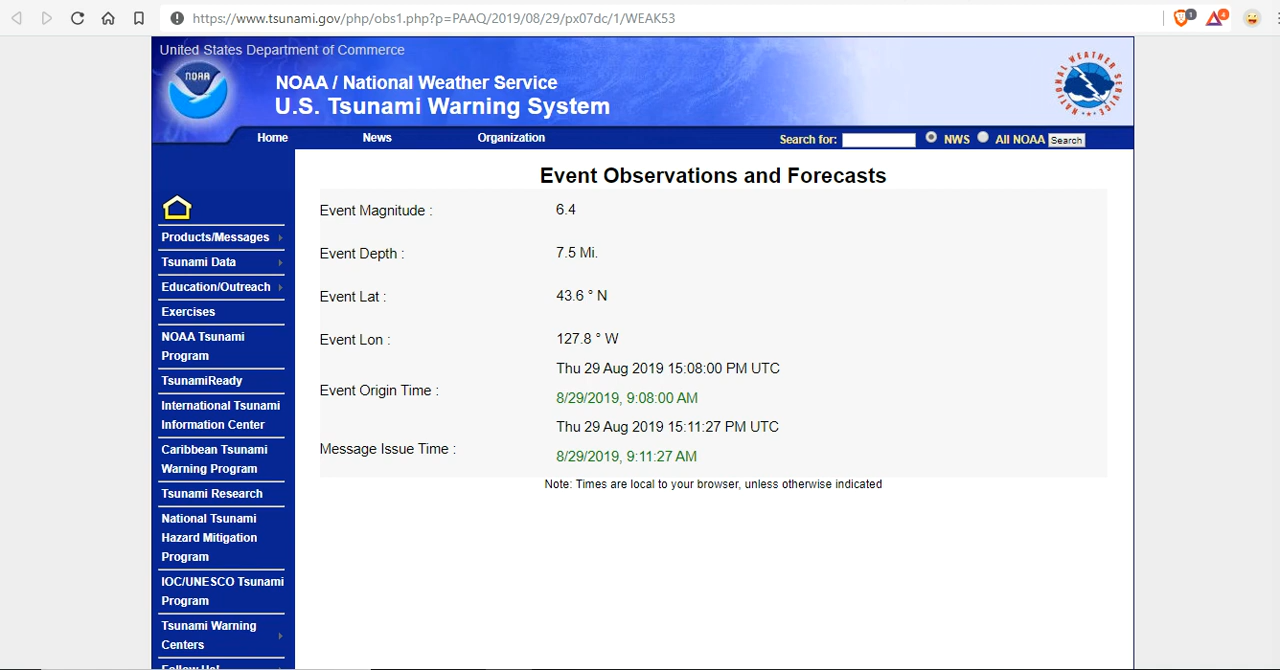 https://www.tsunami.gov/php/obs1.php?p=PAAQ/2019/08/29/px07dc/1/WEAK53
1
4
United States Department of Commerce
NOAA
NOAA / National Weather Service
U.S. Tsunami Warning System
NATIONAL WEATHER SERVICE
Home News Organization
Search for: NWS All NOAA Search
Event Observations and Forecasts
Event Magnitude : 6.4
Event Depth : 7.5 Mi.
Event Lat : 43.6 ° N
Event Lon : 127.8 ° W
Thu 29 Aug 2019 15:08:00 PM UTC
Event Origin Time :
8/29/2019, 9:08:00 AM
Thu 29 Aug 2019 15:11:27 PM UTC
Message Issue Time :
8/29/2019, 9:11:27 AM
Note: Times are local to your browser, unless otherwise indicated
Products/Messages
Tsunami Data
Education/Outreach
Exercises
NOAA Tsunami
Program
TsunamiReady
International Tsunami
Information Center
Caribbean Tsunami
Warning Program
Tsunami Research
National Tsunami
Hazard Mitigation
Program
IOC/UNESCO Tsunami
Program
Tsunami Warning
Centers
Follow Us!